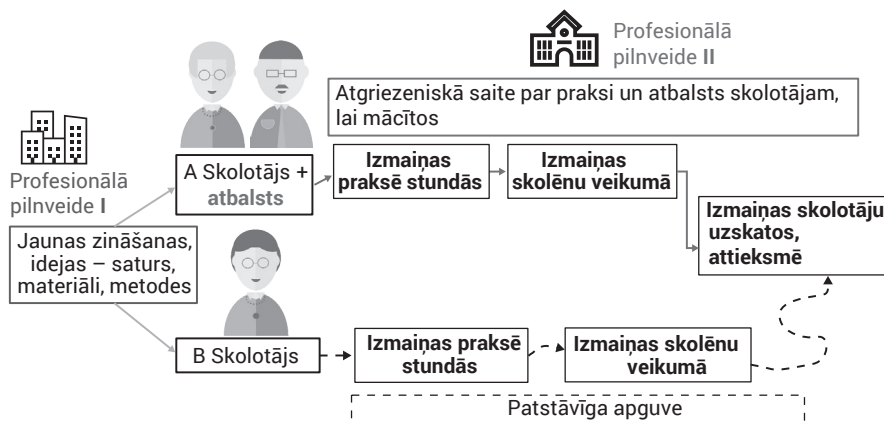 Profesionālā
pilnveide II
Atgriezeniskā saite par praksi un atbalsts skolotājam,
lai mācītos
Profesionālā
pilnveide I
Jaunas zināšanas,
idejas – saturs,
materiāli, metodes
A Skolotājs +
atbalsts
Izmaiņas
praksē stundās
Izmaiņas
skolēnu veikumā
Izmaiņas skolotāju
uzskatos,
attieksmē
B Skolotājs
Izmaiņas praksē
stundās
Izmaiņas skolēnu
veikumā
Patstāvīga apguve